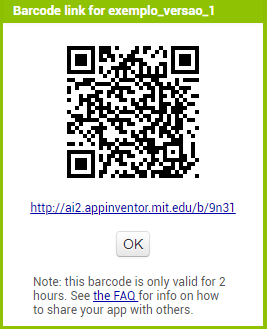 Barcode link for exemplo_versao_1
http://ai2.appinventor.mit.edu/b/9n31
OK
Note: this barcode is only valid for 2
hours. See the FAQ for info on how
to share your app with others.